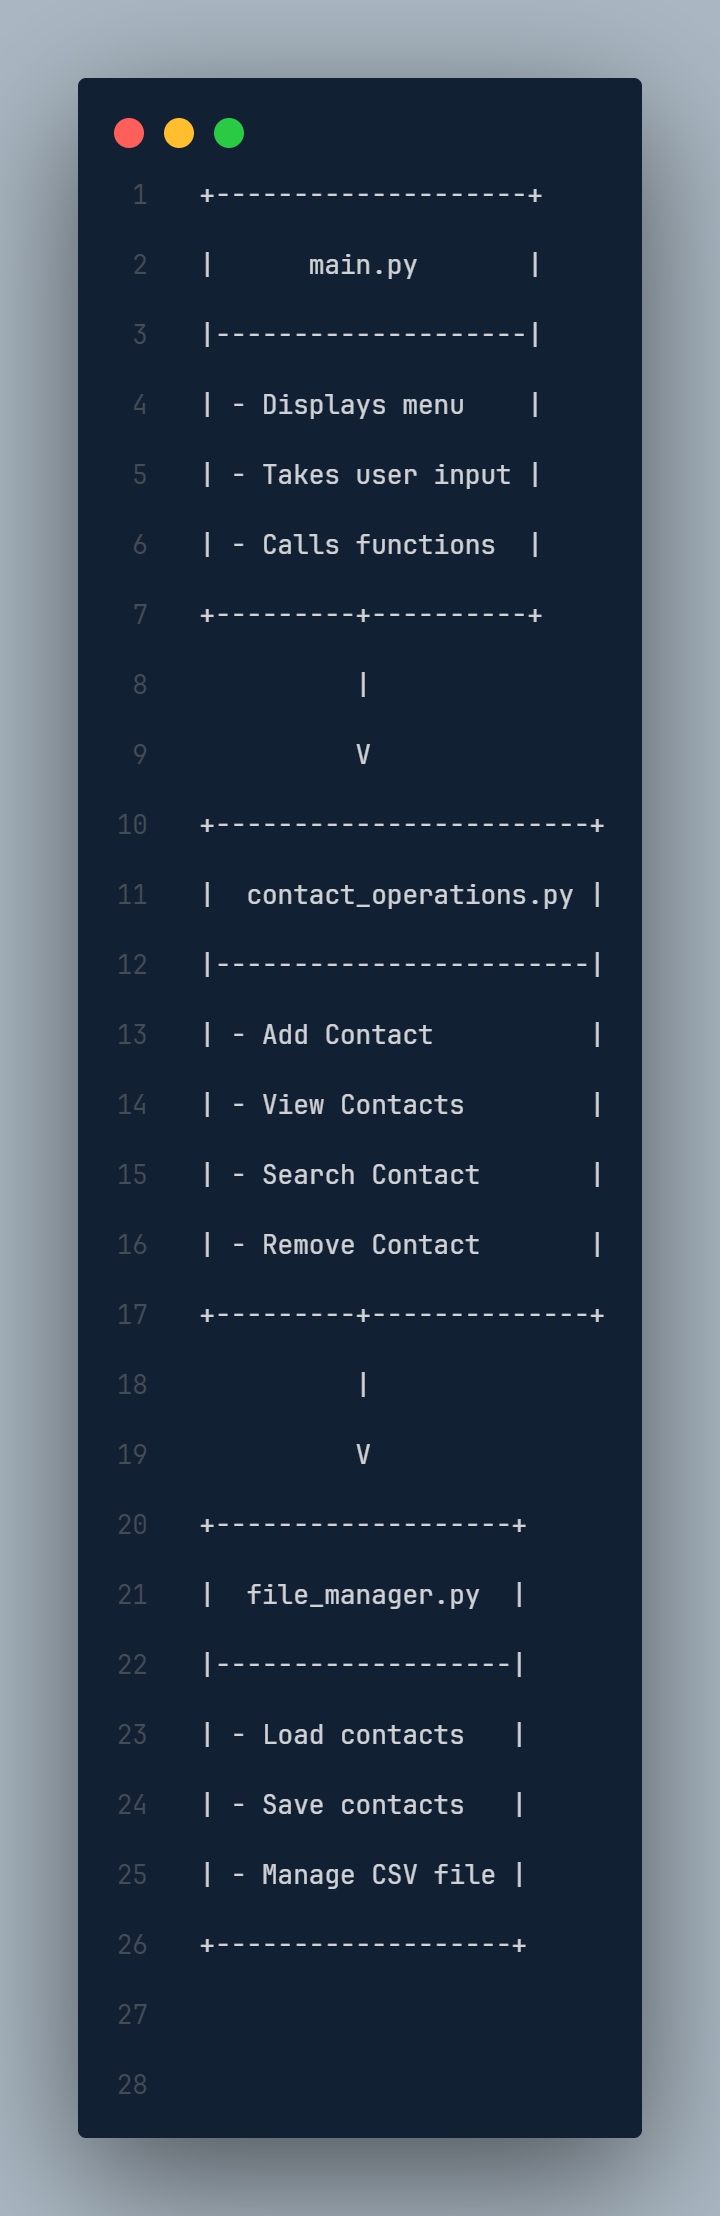 1 +--------------------+
2 |      main.py       |
3 |--------------------|
4 | - Displays menu    |
5 | - Takes user input |
6 | - Calls functions  |
7 +---------+----------+
8           |
9           V
10 +------------------------+
11 |  contact_operations.py |
12 |------------------------|
13 | - Add Contact          |
14 | - View Contacts        |
15 | - Search Contact       |
16 | - Remove Contact       |
17 +---------+--------------+
18           |
19           V
20 +-------------------+
21 |  file_manager.py  |
22 |-------------------|
23 | - Load contacts   |
24 | - Save contacts   |
25 | - Manage CSV file |
26 +-------------------+
27
28